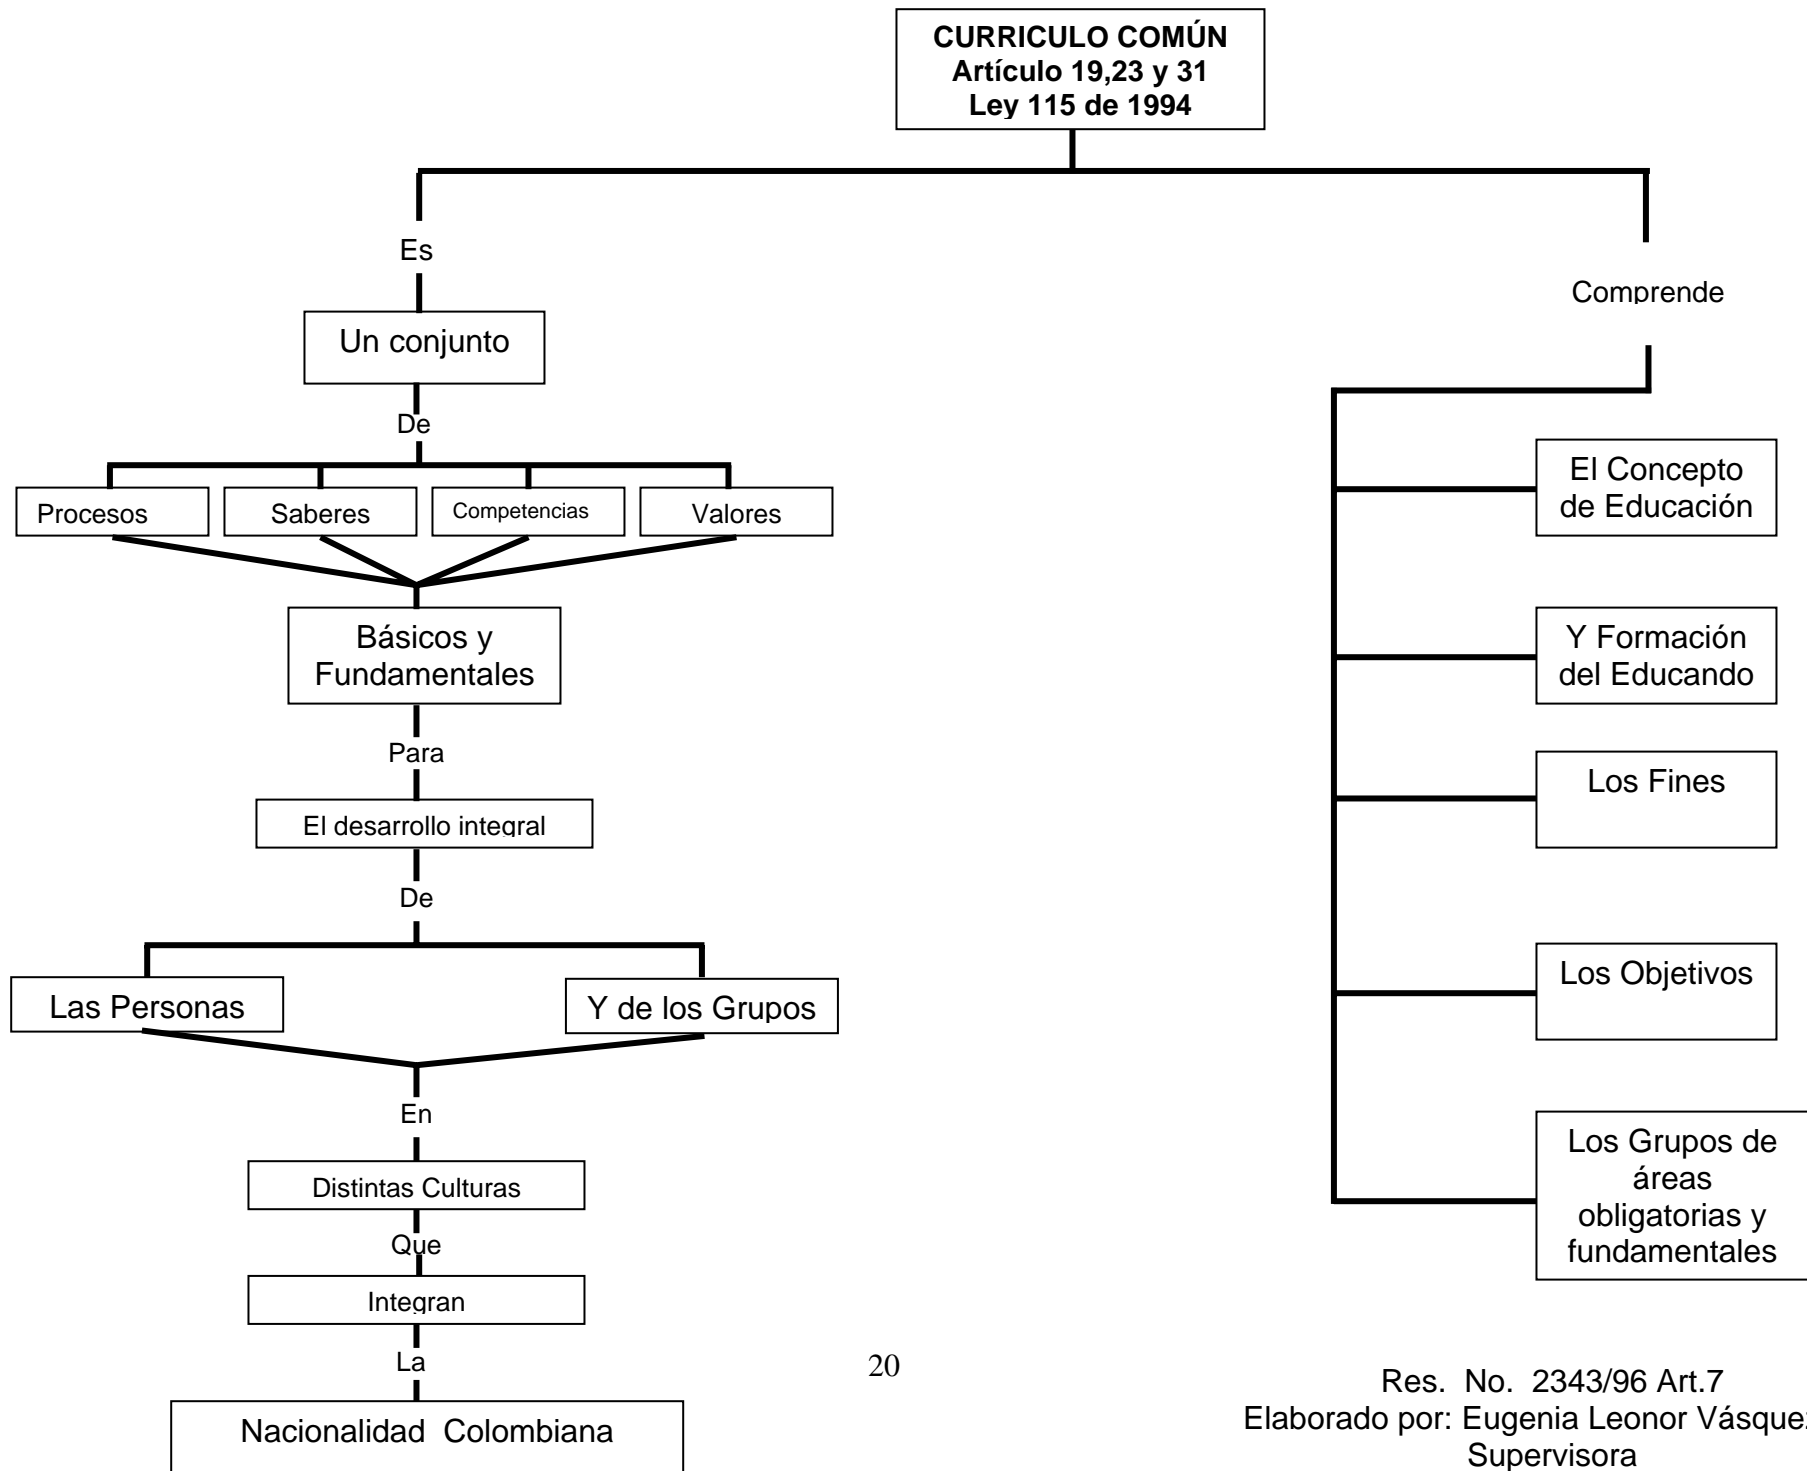 CURRICULO COMÚN
Artículo 19,23 y 31
Ley 115 de 1994
Es
Un conjunto
De
Procesos
Saberes
Competencias
Valores
Básicos y
Fundamentales
Para
El desarrollo integral
De
Las Personas
Y de los Grupos
En
Distintas Culturas
Que
Integran
La
Nacionalidad Colombiana
Comprende
El Concepto
de Educación
Y Formación
del Educando
Los Fines
Los Objetivos
Los Grupos de
áreas
obligatorias y
fundamentales
20
Res. No. 2343/96 Art.7
Elaborado por: Eugenia Leonor Vásquez
Supervisora